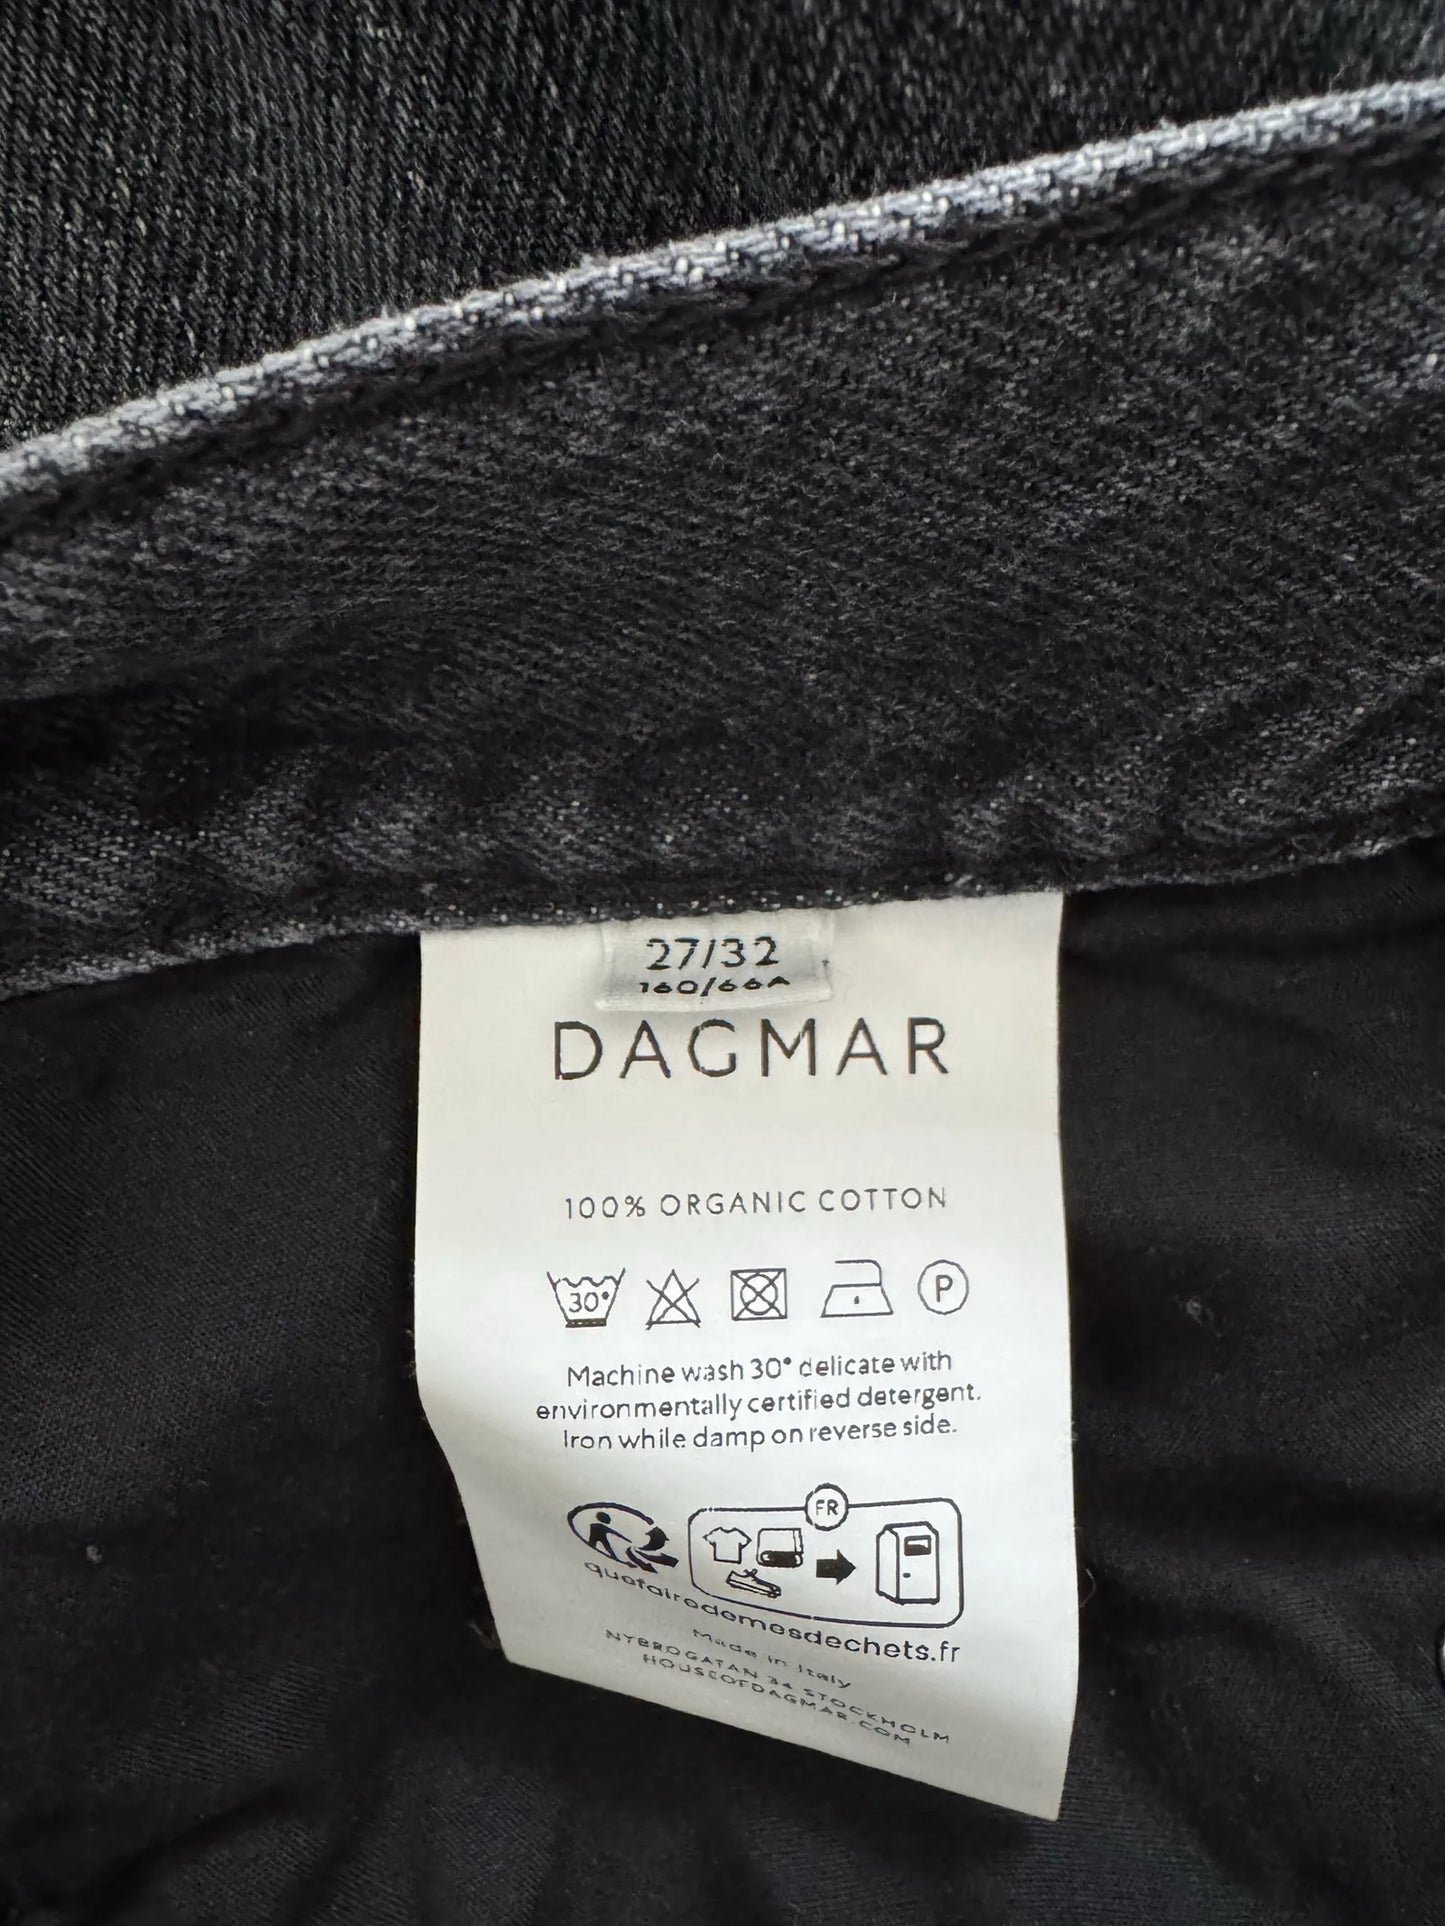 27/32
160/66A
DAGMAR
100% ORGANIC COTTON
30°
P
Machine wash 30° delicate with
environmentally certified detergent.
Iron while damp on reverse side.
FR
quefairedemesdechets.fr
Made in Italy
NYBROGATAN 34 STOCKHOLM
HOUSEOFDAGMAR.COM